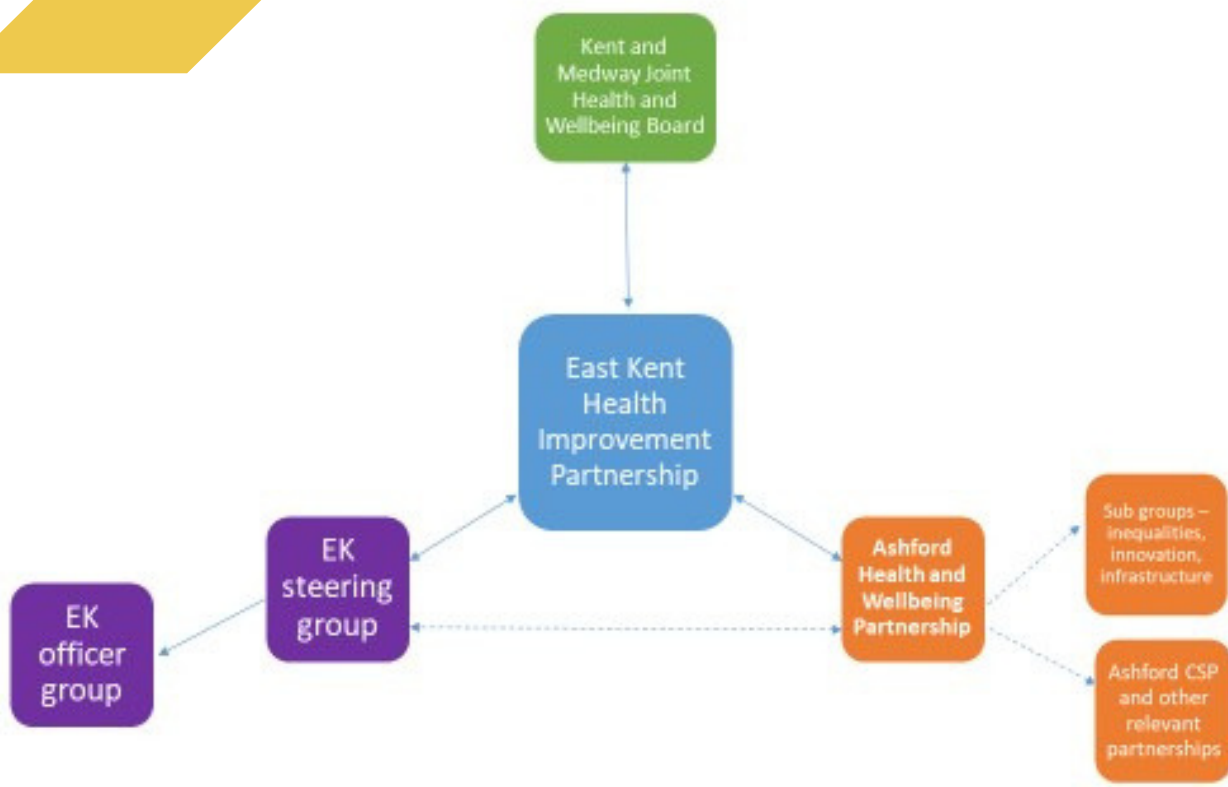 Kent and
Medway Joint
Health and
Wellbeing Board
East Kent
Health
Improvement
Partnership
EK
steering
group
EK
officer
group
Ashford
Health and
Wellbeing
Partnership
Sub groups –
inequalities,
innovation,
infrastructure
Ashford CSP
and other
relevant
partnerships